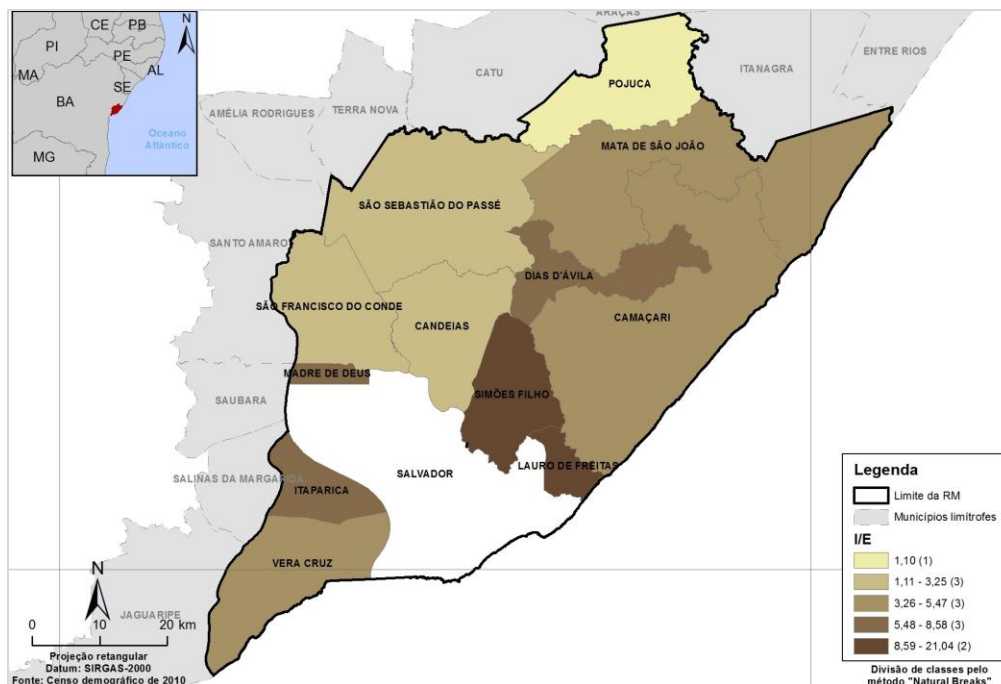 CE PB
PI
PE
MA
AL
SE
BA
Oceano
Atlântico
MG
N
ARAÇAS
ENTRE RIOS
CATU
ITANAGRA
POJUCA
AMÉLIA RODRIGUES
TERRA NOVA
MATA DE SÃO JOÃO
SÃO SEBASTIÃO DO PASSÉ
SANTO AMARO
DIAS D'ÁVILA
SÃO FRANCISCO DO CONDE
CANDEIAS
CAMAÇARI
MADRE DE DEUS
SIMÕES FILHO
SAUBARA
LAURO DE FREITAS
SALVADOR
SALINAS DA MARGARIDA
ITAPARICA
VERA CRUZ
JAGUARIPE
N
0 10 20 km
Projeção retangular
Datum: SIRGAS-2000
Fonte: Censo demográfico de 2010
Legenda
Limite da RM
Municípios limítrofes
I/E
1,10 (1)
1,11 - 3,25 (3)
3,26 - 5,47 (3)
5,48 - 8,58 (3)
8,59 - 21,04 (2)
Divisão de classes pelo
método "Natural Breaks"